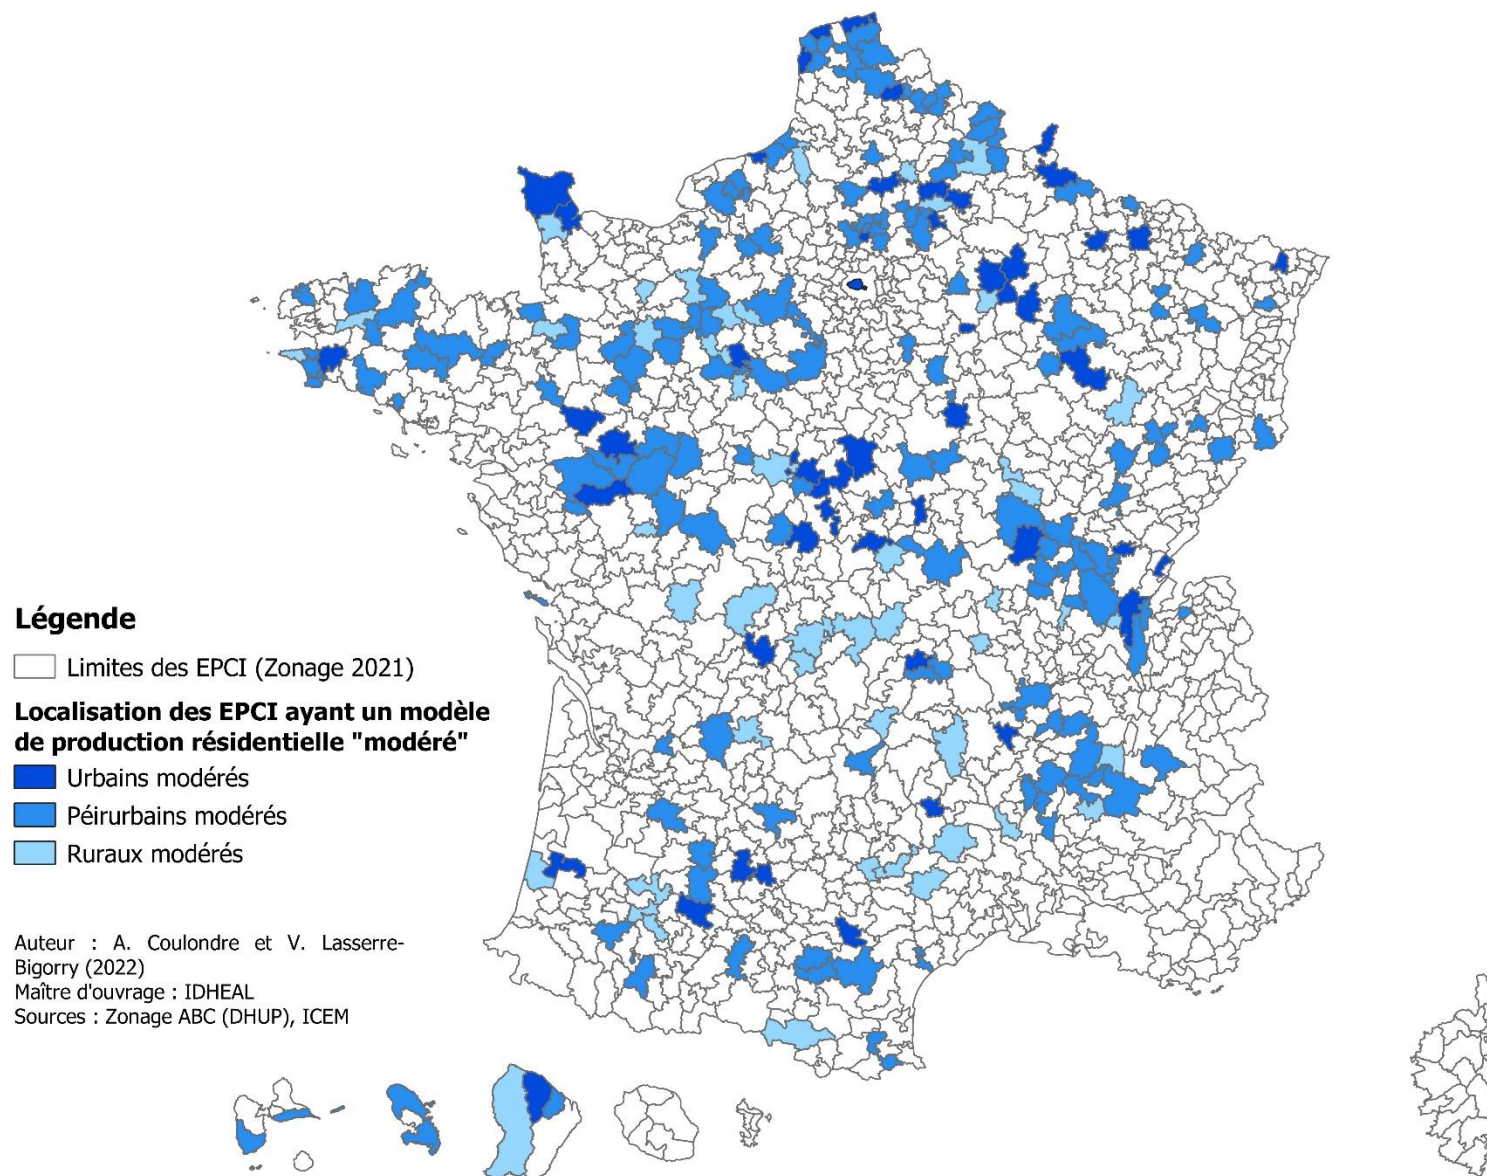 Légende
Limites des EPCI (Zonage 2021)
Localisation des EPCI ayant un modèle
de production résidentielle "modéré"
Urbains modérés
Péirurbains modérés
Ruraux modérés
Auteur : A. Coulondre et V. Lasserre-
Bigorry (2022)
Maître d'ouvrage : IDHEAL
Sources : Zonage ABC (DHUP), ICEM